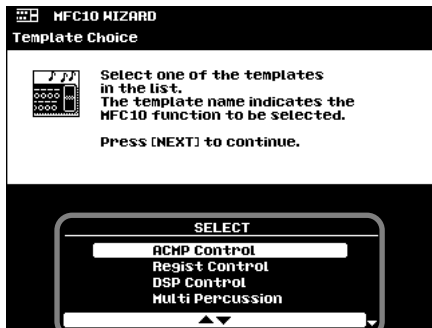 MFC10 WIZARD
Template Choice
Select one of the templates
in the list.
The template name indicates the
MFC10 function to be selected.
Press [NEXT] to continue.
SELECT
ACMP Control
Regist Control
DSP Control
Multi Percussion